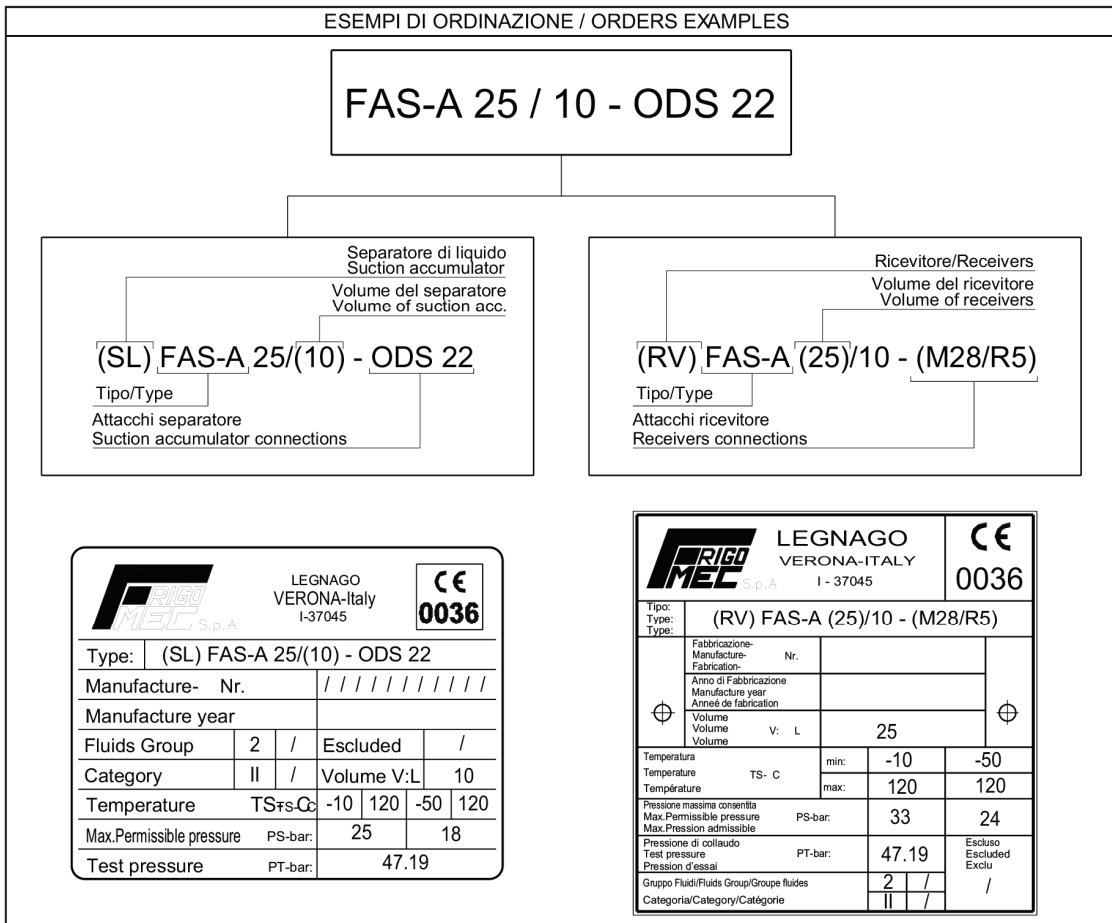 ESEMPI DI ORDINAZIONE / ORDERS EXAMPLES
FAS-A 25 / 10 - ODS 22
Separatore di liquido
Suction accumulator
Volume del separatore
Volume of suction acc.
(SL) FAS-A 25/(10) - ODS 22
Tipo/Type
Attacchi separatore
Suction accumulator connections
Ricevitore/Receivers
Volume del ricevitore
Volume of receivers
(RV) FAS-A (25)/10 - (M28/R5)
Tipo/Type
Attacchi ricevitore
Receivers connections
FRIGO
MEC S.p.A
LEGNAGO
VERONA-Italy
I-37045
CE
0036
Type: (SL) FAS-A 25/(10) - ODS 22
Manufacture- Nr. / / / / / / / / / / /
Manufacture year
Fluids Group 2 / Escluded /
Category II / Volume V:L 10
Temperature TS -10 120 -50 120
Max.Permissible pressure PS-bar: 25 18
Test pressure PT-bar: 47.19
FRIGO
MEC S.p.A
LEGNAGO
VERONA-ITALY
I - 37045
CE
0036
Tipo:
Type:
Type:
(RV) FAS-A (25)/10 - (M28/R5)
Fabbricazione-
Manufacture- Nr.
Fabrication-
Anno di Fabbricazione
Manufacture year
Anneé de fabrication
Volume
Volume V: L 25
Volume
Temperatura
Temperature TS- C
Température
min: -10 -50
max: 120 120
Pressione massima consentita
Max.Permissible pressure PS-bar: 33 24
Max.Pression admissible
Pressione di collaudo
Test pressure PT-bar: 47.19
Pression d'essai
Escluso
Escluded
Exclu
/
Gruppo Fluidi/Fluids Group/Groupe fluides 2 /
Categoria/Category/Catégorie II /